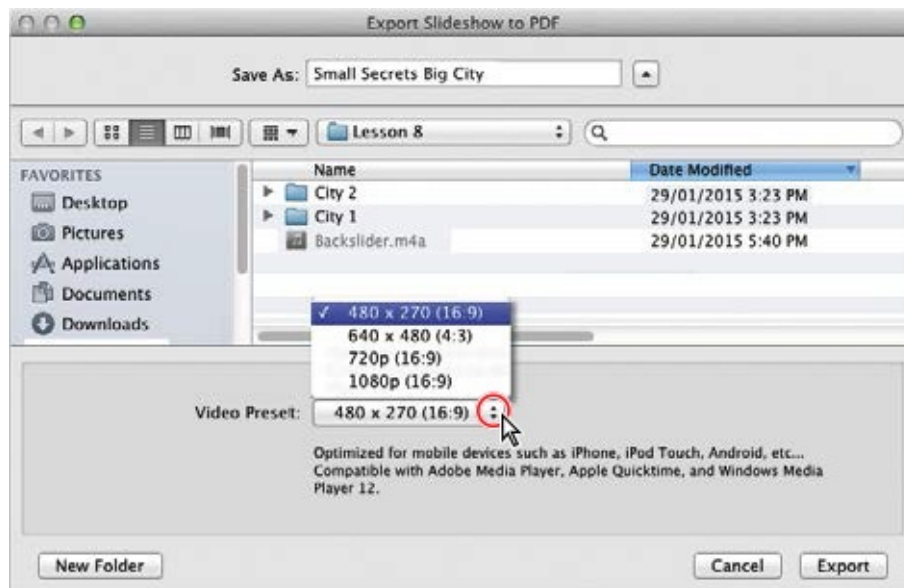 Export Slideshow to PDF
Save As: Small Secrets Big City
Lesson 8
FAVORITES
Desktop
Pictures
Applications
Documents
Downloads
Name Date Modified
City 2 29/01/2015 3:23 PM
City 1 29/01/2015 3:23 PM
Backslider.m4a 29/01/2015 5:40 PM
✓ 480 x 270 (16:9)
640 x 480 (4:3)
720p (16:9)
1080p (16:9)
Video Preset: 480 x 270 (16:9)
Optimized for mobile devices such as iPhone, iPod Touch, Android, etc...
Compatible with Adobe Media Player, Apple Quicktime, and Windows Media
Player 12.
New Folder Cancel Export